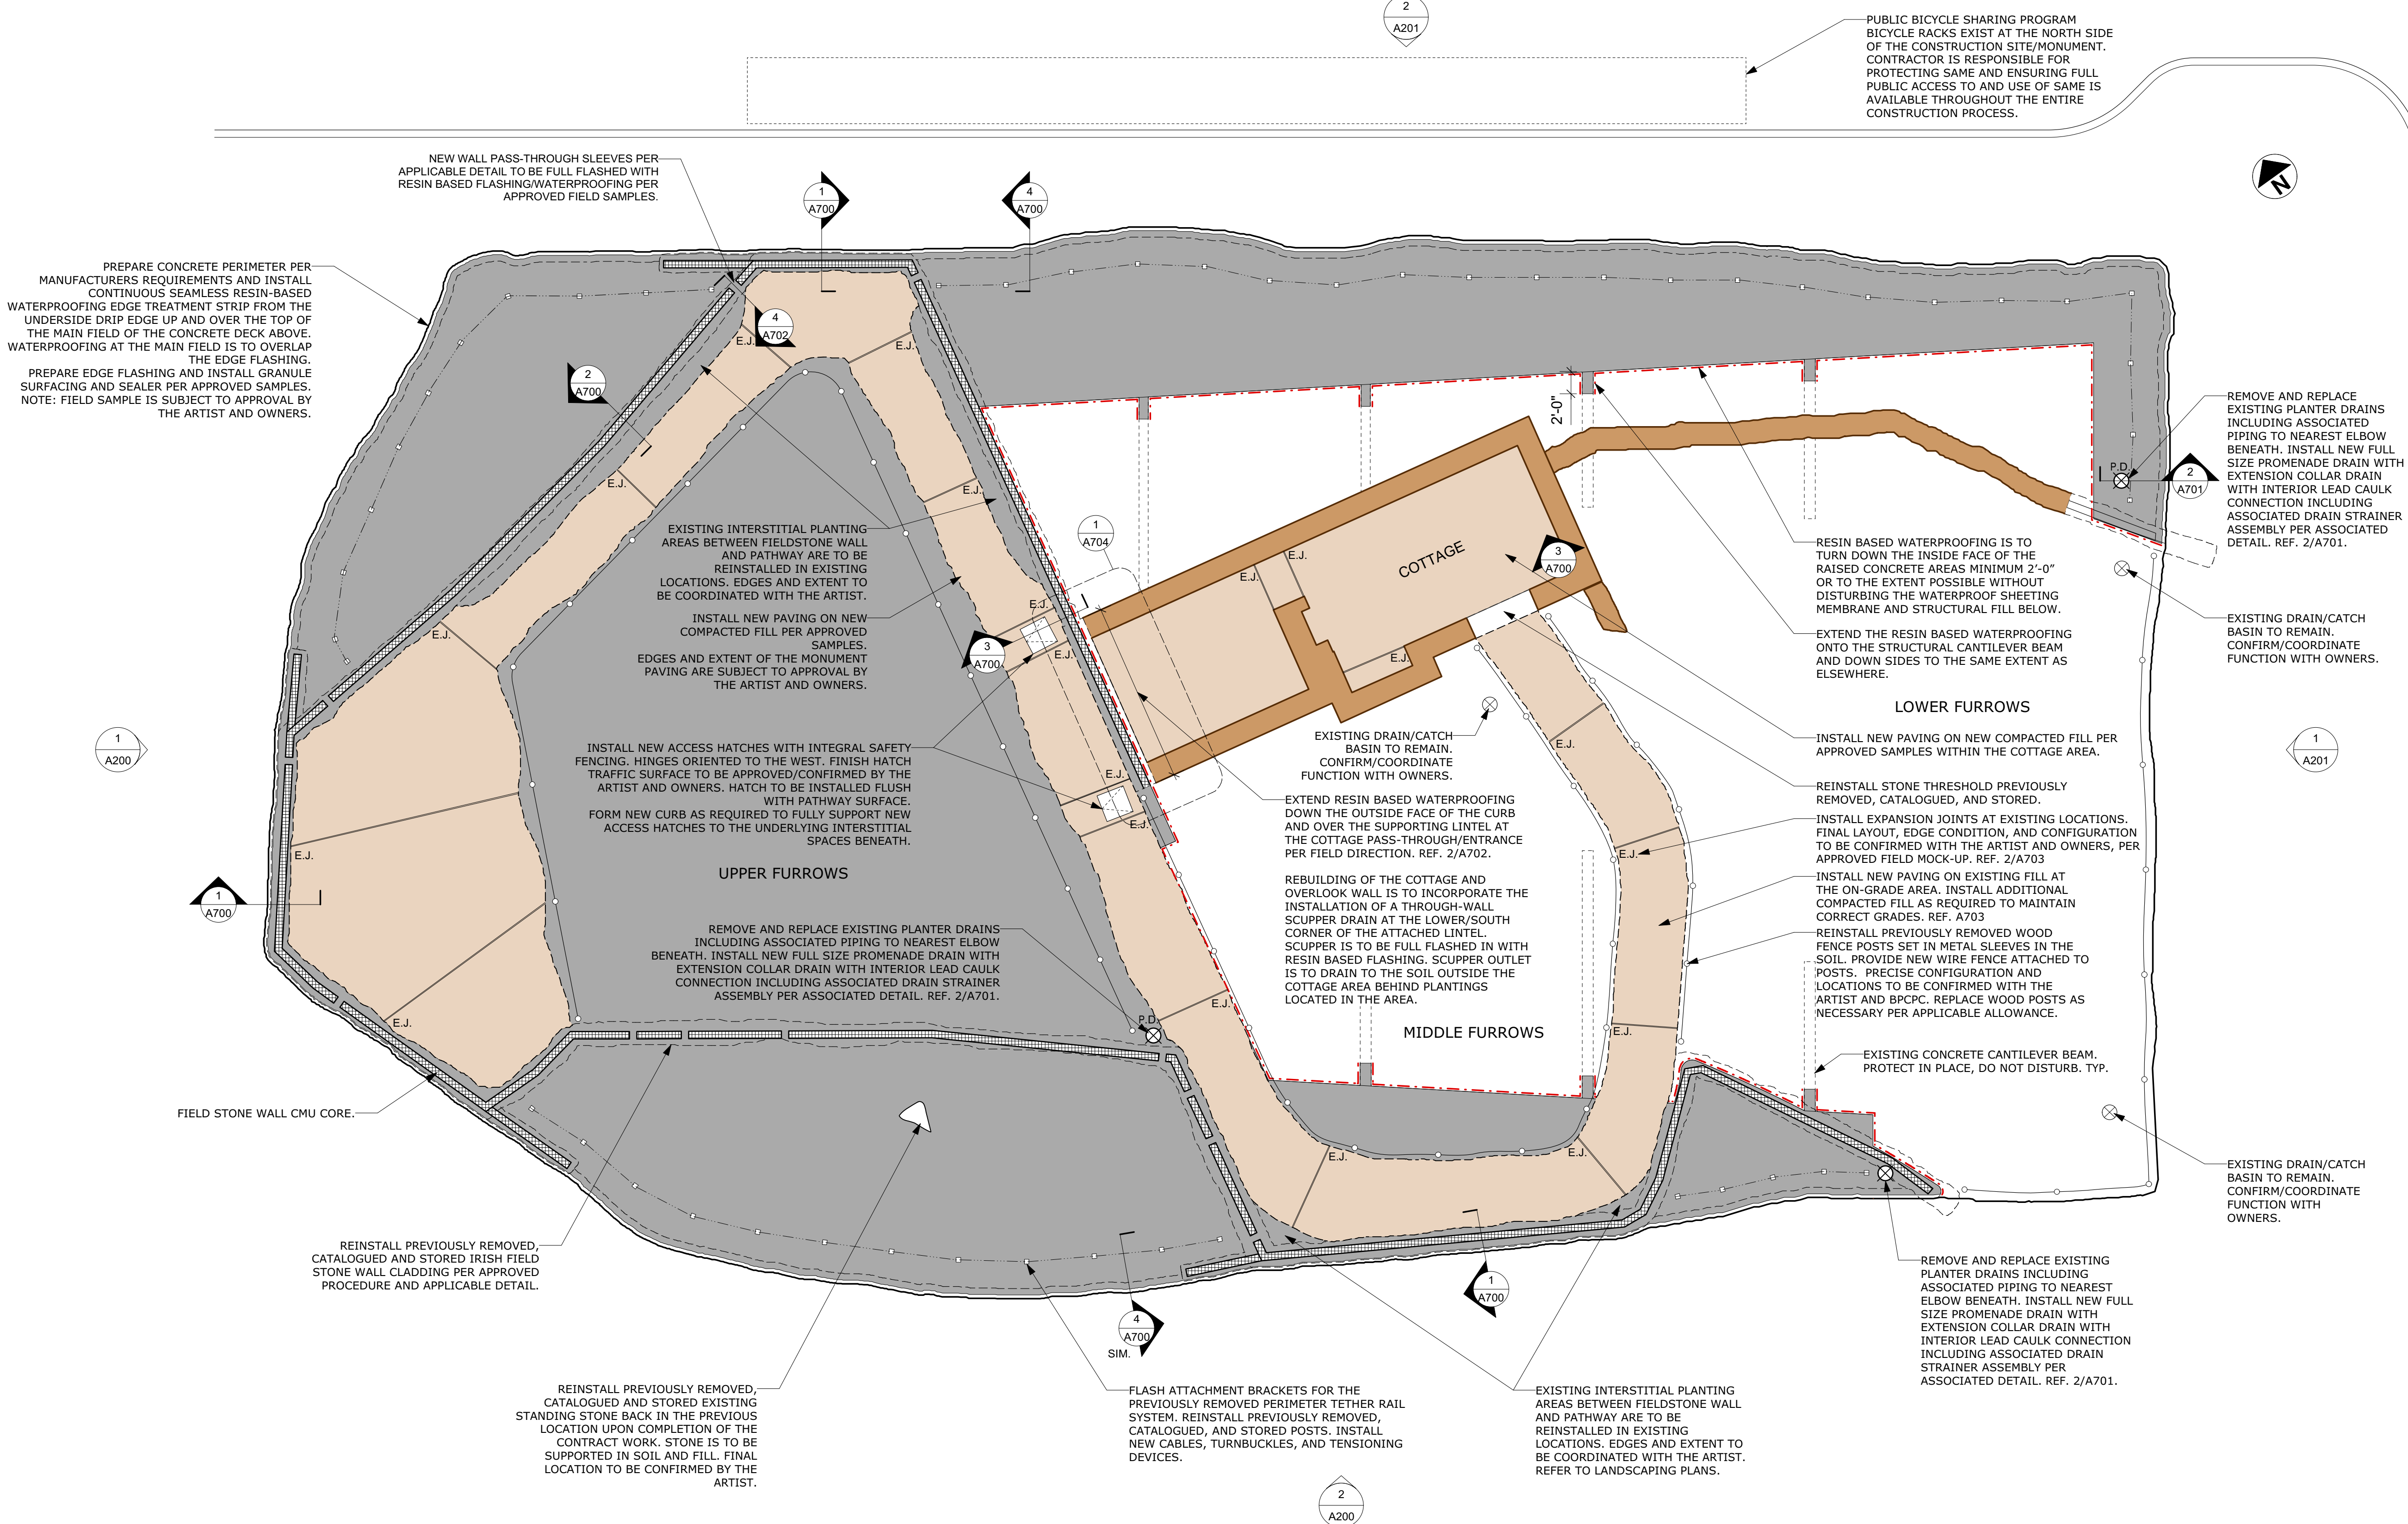 2
A201
PUBLIC BICYCLE SHARING PROGRAM
BICYCLE RACKS EXIST AT THE NORTH SIDE
OF THE CONSTRUCTION SITE/MONUMENT.
CONTRACTOR IS RESPONSIBLE FOR
PROTECTING SAME AND ENSURING FULL
PUBLIC ACCESS TO AND USE OF SAME IS
AVAILABLE THROUGHOUT THE ENTIRE
CONSTRUCTION PROCESS.
NEW WALL PASS-THROUGH SLEEVES PER
APPLICABLE DETAIL TO BE FULL FLASHED WITH
RESIN BASED FLASHING/WATERPROOFING PER
APPROVED FIELD SAMPLES.
1
A700
4
A700
N
PREPARE CONCRETE PERIMETER PER
MANUFACTURERS REQUIREMENTS AND INSTALL
CONTINUOUS SEAMLESS RESIN-BASED
WATERPROOFING EDGE TREATMENT STRIP FROM THE
UNDERSIDE DRIP EDGE UP AND OVER THE TOP OF
THE MAIN FIELD OF THE CONCRETE DECK ABOVE.
WATERPROOFING AT THE MAIN FIELD IS TO OVERLAP
THE EDGE FLASHING.
PREPARE EDGE FLASHING AND INSTALL GRANULE
SURFACING AND SEALER PER APPROVED SAMPLES.
NOTE: FIELD SAMPLE IS SUBJECT TO APPROVAL BY
THE ARTIST AND OWNERS.
4
A702
E.J.
E.J.
2
A700
2'-0"
E.J.
E.J.
REMOVE AND REPLACE
EXISTING PLANTER DRAINS
INCLUDING ASSOCIATED
PIPING TO NEAREST ELBOW
BENEATH. INSTALL NEW FULL
SIZE PROMENADE DRAIN WITH
EXTENSION COLLAR DRAIN
WITH INTERIOR LEAD CAULK
CONNECTION INCLUDING
ASSOCIATED DRAIN STRAINER
ASSEMBLY PER ASSOCIATED
DETAIL. REF. 2/A701.
P.D.
2
A701
EXISTING INTERSTITIAL PLANTING
AREAS BETWEEN FIELDSTONE WALL
AND PATHWAY ARE TO BE
REINSTALLED IN EXISTING
LOCATIONS. EDGES AND EXTENT TO
BE COORDINATED WITH THE ARTIST.
1
A704
COTTAGE
E.J.
E.J.
3
A700
RESIN BASED WATERPROOFING IS TO
TURN DOWN THE INSIDE FACE OF THE
RAISED CONCRETE AREAS MINIMUM 2’-0”
OR TO THE EXTENT POSSIBLE WITHOUT
DISTURBING THE WATERPROOF SHEETING
MEMBRANE AND STRUCTURAL FILL BELOW.
EXISTING DRAIN/CATCH
BASIN TO REMAIN.
CONFIRM/COORDINATE
FUNCTION WITH OWNERS.
INSTALL NEW PAVING ON NEW
COMPACTED FILL PER APPROVED
SAMPLES.
EDGES AND EXTENT OF THE MONUMENT
PAVING ARE SUBJECT TO APPROVAL BY
THE ARTIST AND OWNERS.
E.J.
E.J.
3
A700
E.J.
E.J.
EXTEND THE RESIN BASED WATERPROOFING
ONTO THE STRUCTURAL CANTILEVER BEAM
AND DOWN SIDES TO THE SAME EXTENT AS
ELSEWHERE.
LOWER FURROWS
1
A200
INSTALL NEW ACCESS HATCHES WITH INTEGRAL SAFETY
FENCING. HINGES ORIENTED TO THE WEST. FINISH HATCH
TRAFFIC SURFACE TO BE APPROVED/CONFIRMED BY THE
ARTIST AND OWNERS. HATCH TO BE INSTALLED FLUSH
WITH PATHWAY SURFACE.
FORM NEW CURB AS REQUIRED TO FULLY SUPPORT NEW
ACCESS HATCHES TO THE UNDERLYING INTERSTITIAL
SPACES BENEATH.
E.J.
E.J.
EXISTING DRAIN/CATCH
BASIN TO REMAIN.
CONFIRM/COORDINATE
FUNCTION WITH OWNERS.
E.J.
INSTALL NEW PAVING ON NEW COMPACTED FILL PER
APPROVED SAMPLES WITHIN THE COTTAGE AREA.
1
A201
REINSTALL STONE THRESHOLD PREVIOUSLY
REMOVED, CATALOGUED, AND STORED.
EXTEND RESIN BASED WATERPROOFING
DOWN THE OUTSIDE FACE OF THE CURB
AND OVER THE SUPPORTING LINTEL AT
THE COTTAGE PASS-THROUGH/ENTRANCE
PER FIELD DIRECTION. REF. 2/A702.
REBUILDING OF THE COTTAGE AND
OVERLOOK WALL IS TO INCORPORATE THE
INSTALLATION OF A THROUGH-WALL
SCUPPER DRAIN AT THE LOWER/SOUTH
CORNER OF THE ATTACHED LINTEL.
SCUPPER IS TO BE FULL FLASHED IN WITH
RESIN BASED FLASHING. SCUPPER OUTLET
IS TO DRAIN TO THE SOIL OUTSIDE THE
COTTAGE AREA BEHIND PLANTINGS
LOCATED IN THE AREA.
INSTALL EXPANSION JOINTS AT EXISTING LOCATIONS.
FINAL LAYOUT, EDGE CONDITION, AND CONFIGURATION
TO BE CONFIRMED WITH THE ARTIST AND OWNERS, PER
APPROVED FIELD MOCK-UP. REF. 2/A703
E.J.
E.J.
UPPER FURROWS
INSTALL NEW PAVING ON EXISTING FILL AT
THE ON-GRADE AREA. INSTALL ADDITIONAL
COMPACTED FILL AS REQUIRED TO MAINTAIN
CORRECT GRADES. REF. A703
1
A700
REMOVE AND REPLACE EXISTING PLANTER DRAINS
INCLUDING ASSOCIATED PIPING TO NEAREST ELBOW
BENEATH. INSTALL NEW FULL SIZE PROMENADE DRAIN WITH
EXTENSION COLLAR DRAIN WITH INTERIOR LEAD CAULK
CONNECTION INCLUDING ASSOCIATED DRAIN STRAINER
ASSEMBLY PER ASSOCIATED DETAIL. REF. 2/A701.
REINSTALL PREVIOUSLY REMOVED WOOD
FENCE POSTS SET IN METAL SLEEVES IN THE
SOIL. PROVIDE NEW WIRE FENCE ATTACHED TO
POSTS. PRECISE CONFIGURATION AND
LOCATIONS TO BE CONFIRMED WITH THE
ARTIST AND BPCPC. REPLACE WOOD POSTS AS
NECESSARY PER APPLICABLE ALLOWANCE.
E.J.
E.J.
P.D.
E.J.
MIDDLE FURROWS
EXISTING CONCRETE CANTILEVER BEAM.
PROTECT IN PLACE, DO NOT DISTURB. TYP.
FIELD STONE WALL CMU CORE.
E.J.
E.J.
EXISTING DRAIN/CATCH
BASIN TO REMAIN.
CONFIRM/COORDINATE
FUNCTION WITH
OWNERS.
REINSTALL PREVIOUSLY REMOVED,
CATALOGUED AND STORED IRISH FIELD
STONE WALL CLADDING PER APPROVED
PROCEDURE AND APPLICABLE DETAIL.
1
A700
4
A700
SIM.
REMOVE AND REPLACE EXISTING
PLANTER DRAINS INCLUDING
ASSOCIATED PIPING TO NEAREST
ELBOW BENEATH. INSTALL NEW FULL
SIZE PROMENADE DRAIN WITH
EXTENSION COLLAR DRAIN WITH
INTERIOR LEAD CAULK CONNECTION
INCLUDING ASSOCIATED DRAIN
STRAINER ASSEMBLY PER
ASSOCIATED DETAIL. REF. 2/A701.
REINSTALL PREVIOUSLY REMOVED,
CATALOGUED AND STORED EXISTING
STANDING STONE BACK IN THE PREVIOUS
LOCATION UPON COMPLETION OF THE
CONTRACT WORK. STONE IS TO BE
SUPPORTED IN SOIL AND FILL. FINAL
LOCATION TO BE CONFIRMED BY THE
ARTIST.
FLASH ATTACHMENT BRACKETS FOR THE
PREVIOUSLY REMOVED PERIMETER TETHER RAIL
SYSTEM. REINSTALL PREVIOUSLY REMOVED,
CATALOGUED, AND STORED POSTS. INSTALL
NEW CABLES, TURNBUCKLES, AND TENSIONING
DEVICES.
EXISTING INTERSTITIAL PLANTING
AREAS BETWEEN FIELDSTONE WALL
AND PATHWAY ARE TO BE
REINSTALLED IN EXISTING
LOCATIONS. EDGES AND EXTENT TO
BE COORDINATED WITH THE ARTIST.
REFER TO LANDSCAPING PLANS.
2
A200